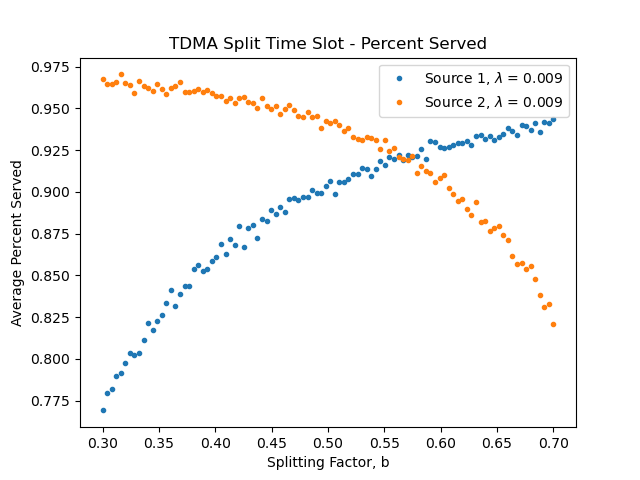 TDMA Split Time Slot - Percent Served
Source 1, λ = 0.009
Source 2, λ = 0.009
Average Percent Served
0.975
0.950
0.925
0.900
0.875
0.850
0.825
0.800
0.775
0.30 0.35 0.40 0.45 0.50 0.55 0.60 0.65 0.70
Splitting Factor, b